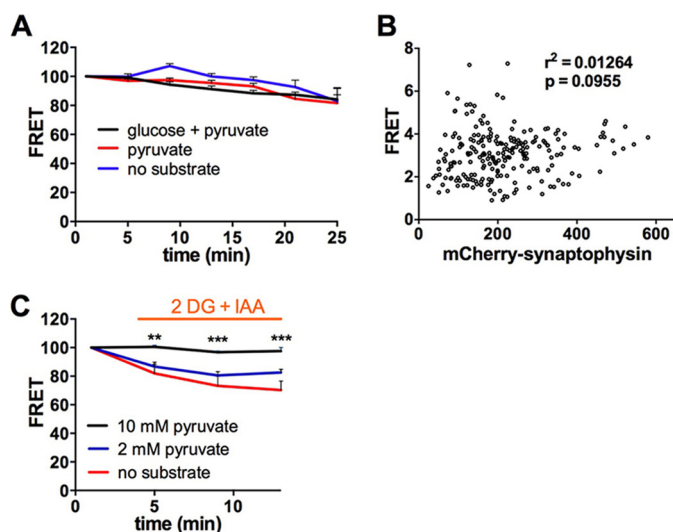 A
120
100
80
60
40
20
0
FRET
glucose + pyruvate
pyruvate
no substrate
0 5 10 15 20 25
time (min)
B
8
6
4
2
0
FRET
r² = 0.01264
p = 0.0955
0 200 400 600
mCherry-synaptophysin
C
2 DG + IAA
120
100
80
60
40
20
0
FRET
** *** ***
10 mM pyruvate
2 mM pyruvate
no substrate
0 5 10
time (min)